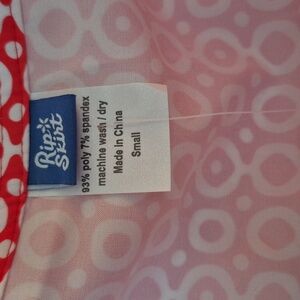 Rip
Skirt
93% poly 7% spandex
machine wash / dry
Made in China
Small